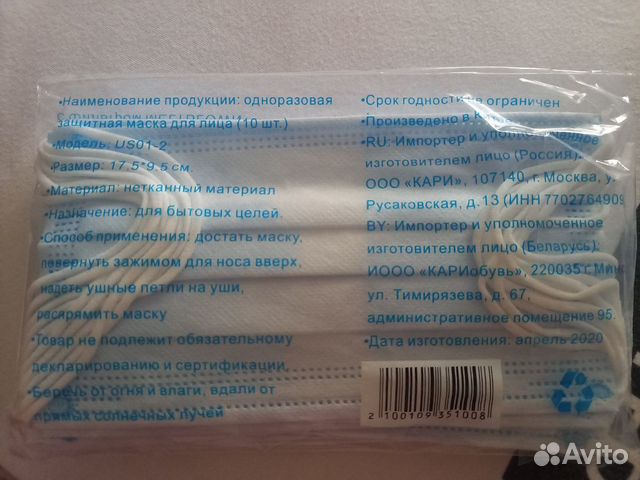 •Наименование продукции: одноразовая
защитная маска для лица (10 шт.)
•Модель: US01-2
•Размер: 17.5*9.5 см.
•Материал: нетканный материал
•Назначение: для бытовых целей.
•Способ применения: достать маску,
повернуть зажимом для носа вверх,
надеть ушные петли на уши,
распрямить маску
•Товар не подлежит обязательному
декларированию и сертификации,
•Беречь от огня и влаги, вдали от
прямых солнечных лучей
•Срок годности не ограничен
•Произведено в
•RU: Импортер и уполномоченное
изготовителем лицо (Россия):
ООО «КАРИ», 107140, г. Москва, у.
Русаковская, д. 13 (ИНН 7702764909
BY: Импортер и уполномоченное
изготовителем лицо (Беларусь):
ИООО «КАРИобувь», 220035 г. Мин
ул. Тимирязева, д. 67,
административное помещение 95.
•Дата изготовления: апрель 2020
2 100109 351008
Avito